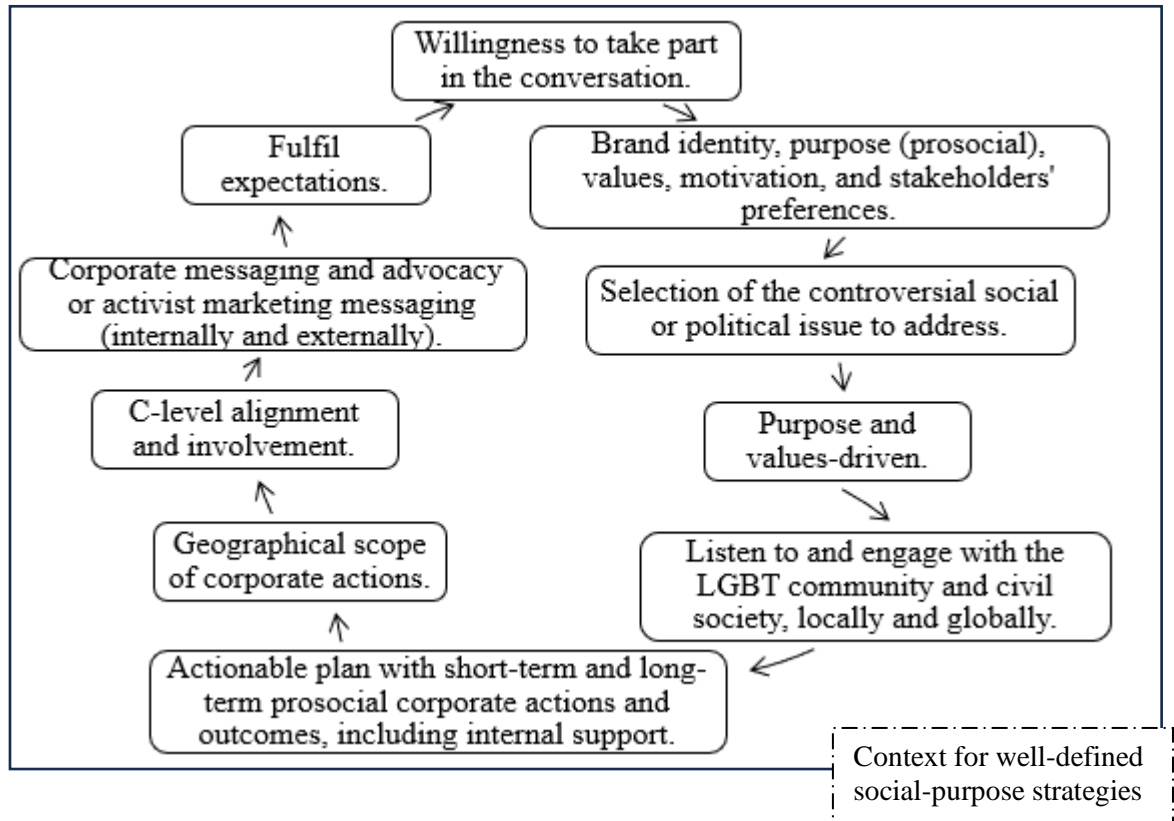 Willingness to take part
in the conversation.
Brand identity, purpose (prosocial),
values, motivation, and stakeholders'
preferences.
Selection of the controversial social
or political issue to address.
Purpose and
values-driven.
Listen to and engage with the
LGBT community and civil
society, locally and globally.
Actionable plan with short-term and long-
term prosocial corporate actions and
outcomes, including internal support.
Geographical scope
of corporate actions.
C-level alignment
and involvement.
Corporate messaging and advocacy
or activist marketing messaging
(internally and externally).
Fulfil
expectations.
Context for well-defined
social-purpose strategies